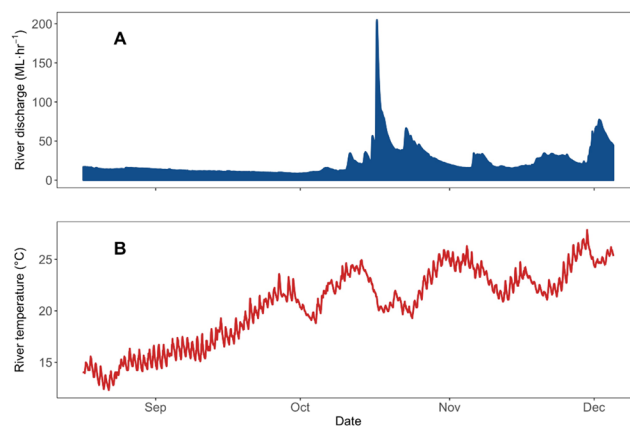 A
River discharge (ML·hr⁻¹)
200
150
100
50
0
B
River temperature (°C)
25
20
15
Sep
Oct
Nov
Dec
Date